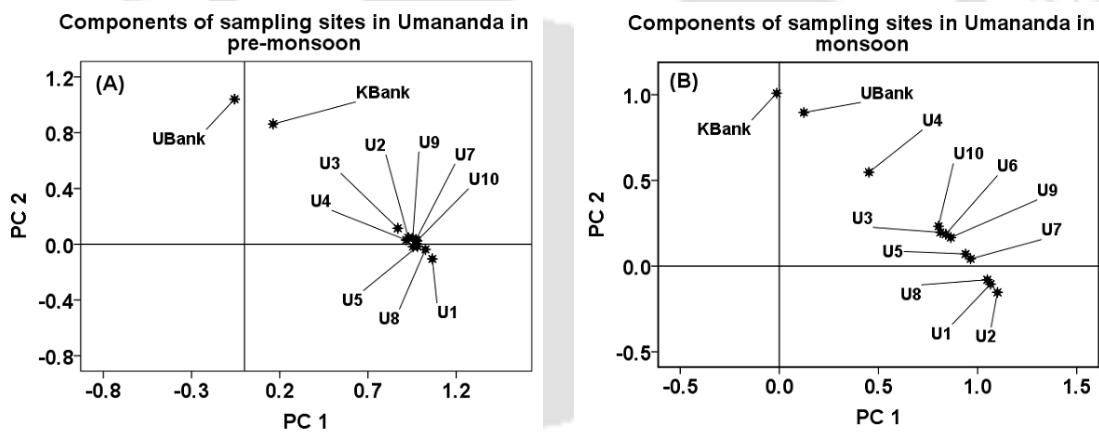 Components of sampling sites in Umananda in
pre-monsoon
(A)
1.2
0.8
0.4
0.0
-0.4
-0.8
PC 2
UBank
KBank
U2
U9
U7
U3
U10
U4
U5
U8
U1
-0.8
-0.3
0.2
0.7
1.2
PC 1
Components of sampling sites in Umananda in
monsoon
(B)
1.0
0.5
0.0
-0.5
PC 2
KBank
UBank
U4
U10
U6
U9
U3
U7
U5
U8
U1
U2
-0.5
0.0
0.5
1.0
1.5
PC 1